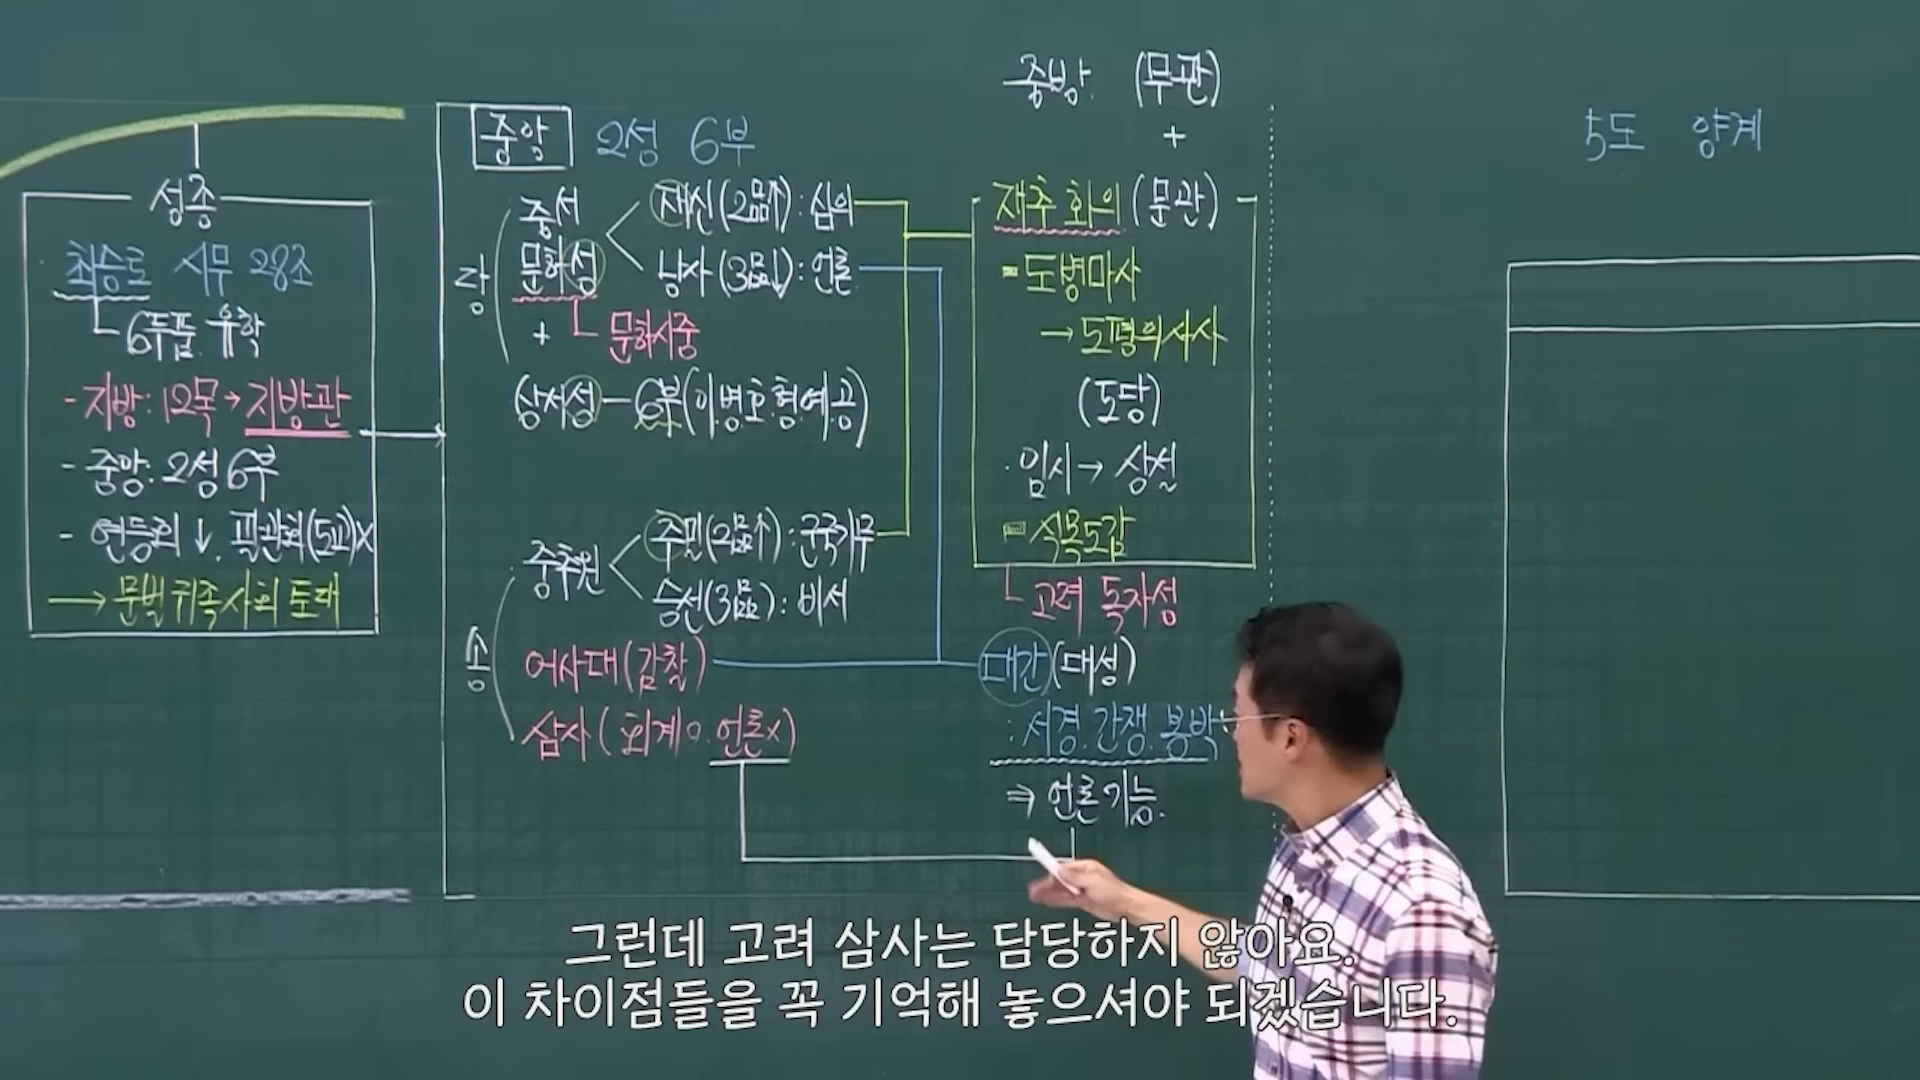 성종
최승로 시무 28조
6두품 유학
- 지방: 12목 → 지방관
- 중앙: 2성 6부
- 연등회 ↓. 팔관회(5교)X
→ 문벌 귀족 사회 토대
중앙 2성 6부
당
중서
문하성
재신(2品↑): 심의
낭사(3品↓): 언론
문하시중
+
상서성 - 6부(이.병.호.형.예.공)
송
중추원
추밀(2品↑): 군국기무
승선(3品): 비서
어사대(감찰)
삼사(회계O. 언론X)
중방. (무관)
+
재추 회의 (문관)
= 도병마사
→ 도평의사사
(도당)
· 임시 → 상설
= 식목도감
고려 독자성
대간(대성)
: 서경. 간쟁. 봉박
⇒ 언론기능.
5도 양계
그런데 고려 삼사는 담당하지 않아요.
이 차이점들을 꼭 기억해 놓으셔야 되겠습니다.